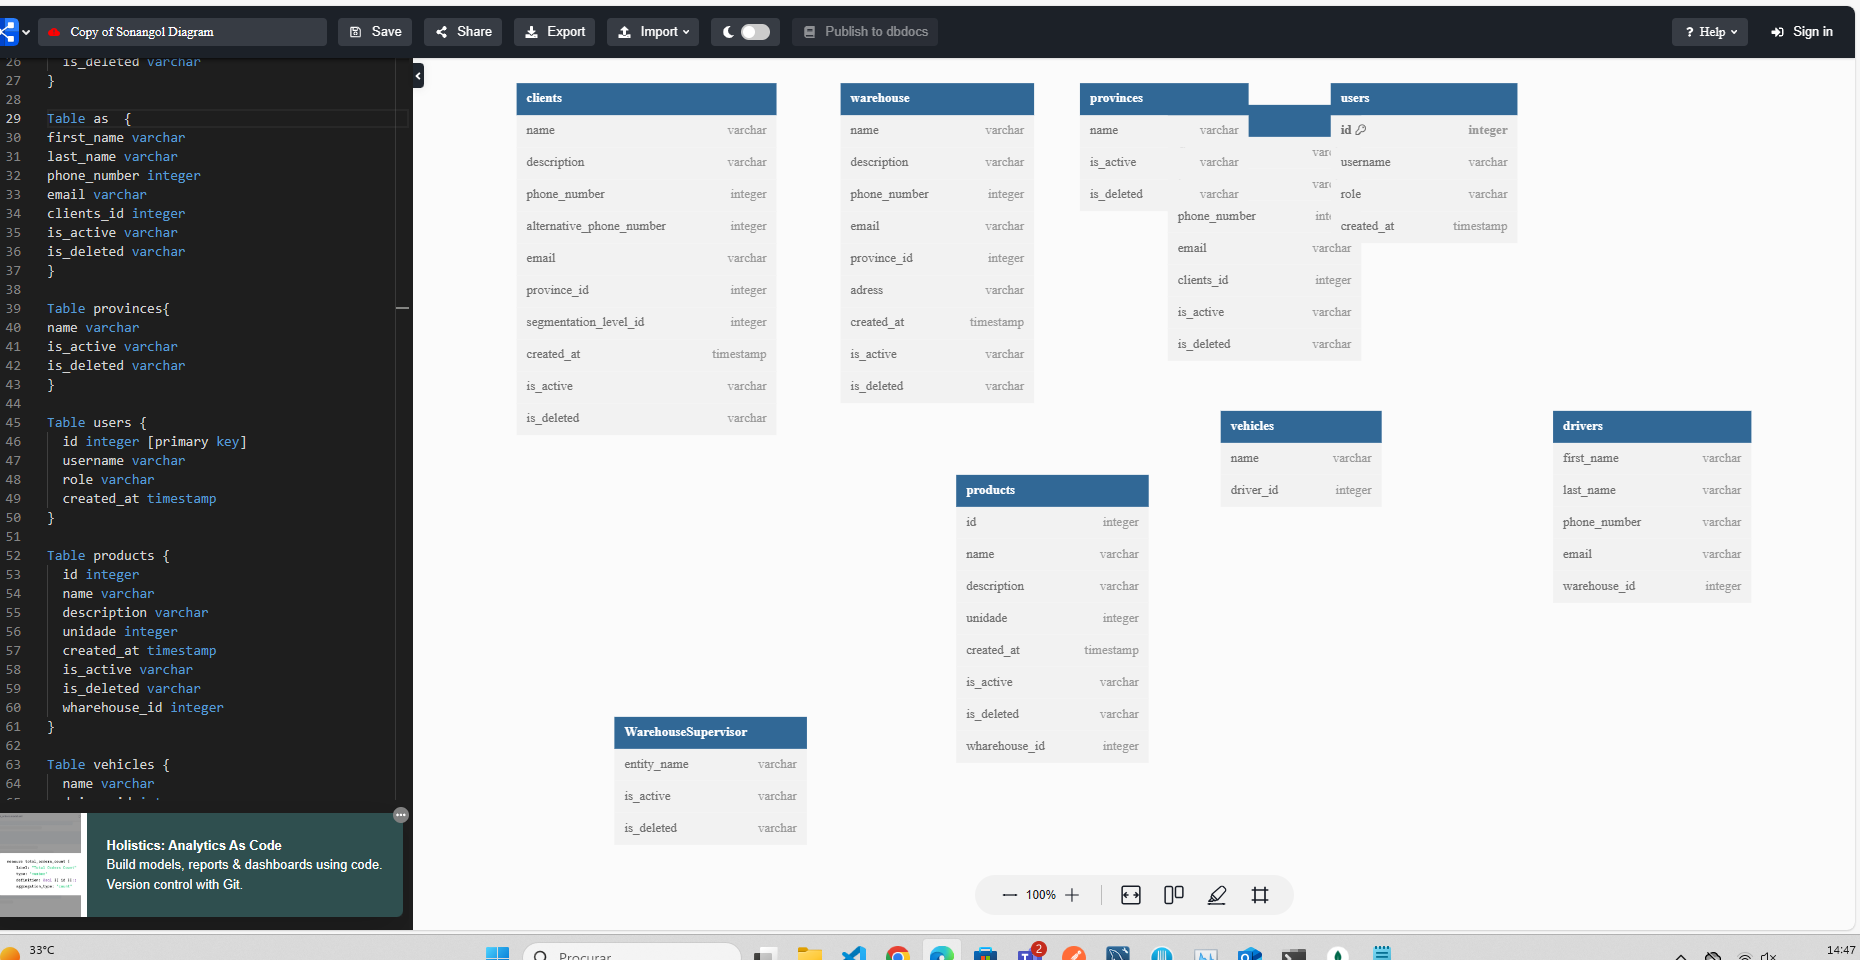 Copy of Sonangol Diagram
Save
Share
Export
Import
Publish to dbdocs
? Help
Sign in
26 is_deleted varchar
27 }
28
29 Table as {
30 first_name varchar
31 last_name varchar
32 phone_number integer
33 email varchar
34 clients_id integer
35 is_active varchar
36 is_deleted varchar
37 }
38
39 Table provinces{
40 name varchar
41 is_active varchar
42 is_deleted varchar
43 }
44
45 Table users {
46 id integer [primary key]
47 username varchar
48 role varchar
49 created_at timestamp
50 }
51
52 Table products {
53 id integer
54 name varchar
55 description varchar
56 unidade integer
57 created_at timestamp
58 is_active varchar
59 is_deleted varchar
60 wharehouse_id integer
61 }
62
63 Table vehicles {
64 name varchar
Holistics: Analytics As Code
Build models, reports & dashboards using code.
Version control with Git.
clients
name varchar
description varchar
phone_number integer
alternative_phone_number integer
email varchar
province_id integer
segmentation_level_id integer
created_at timestamp
is_active varchar
is_deleted varchar
warehouse
name varchar
description varchar
phone_number integer
email varchar
province_id integer
adress varchar
created_at timestamp
is_active varchar
is_deleted varchar
provinces
name varchar
is_active varchar
is_deleted varchar
phone_number
email varchar
clients_id integer
is_active varchar
is_deleted varchar
users
id integer
username varchar
role varchar
created_at timestamp
vehicles
name varchar
driver_id integer
drivers
first_name varchar
last_name varchar
phone_number varchar
email varchar
warehouse_id integer
products
id integer
name varchar
description varchar
unidade integer
created_at timestamp
is_active varchar
is_deleted varchar
wharehouse_id integer
WarehouseSupervisor
entity_name varchar
is_active varchar
is_deleted varchar
100%
33°C
Procurar
2
14:47